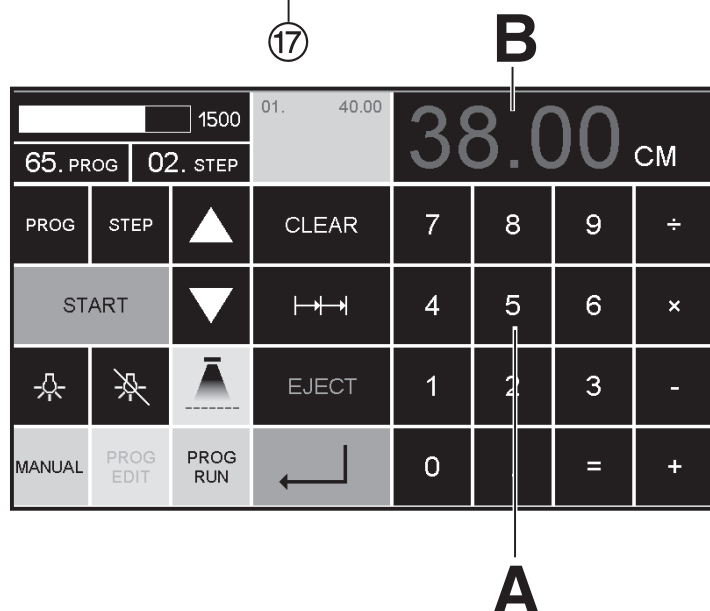 17
B
1500
01. 40.00
38.00 CM
65. PROG 02. STEP
PROG STEP CLEAR 7 8 9 ÷
START 4 5 6 ×
EJECT 1 2 3 -
MANUAL PROG EDIT PROG RUN 0 . = +
A